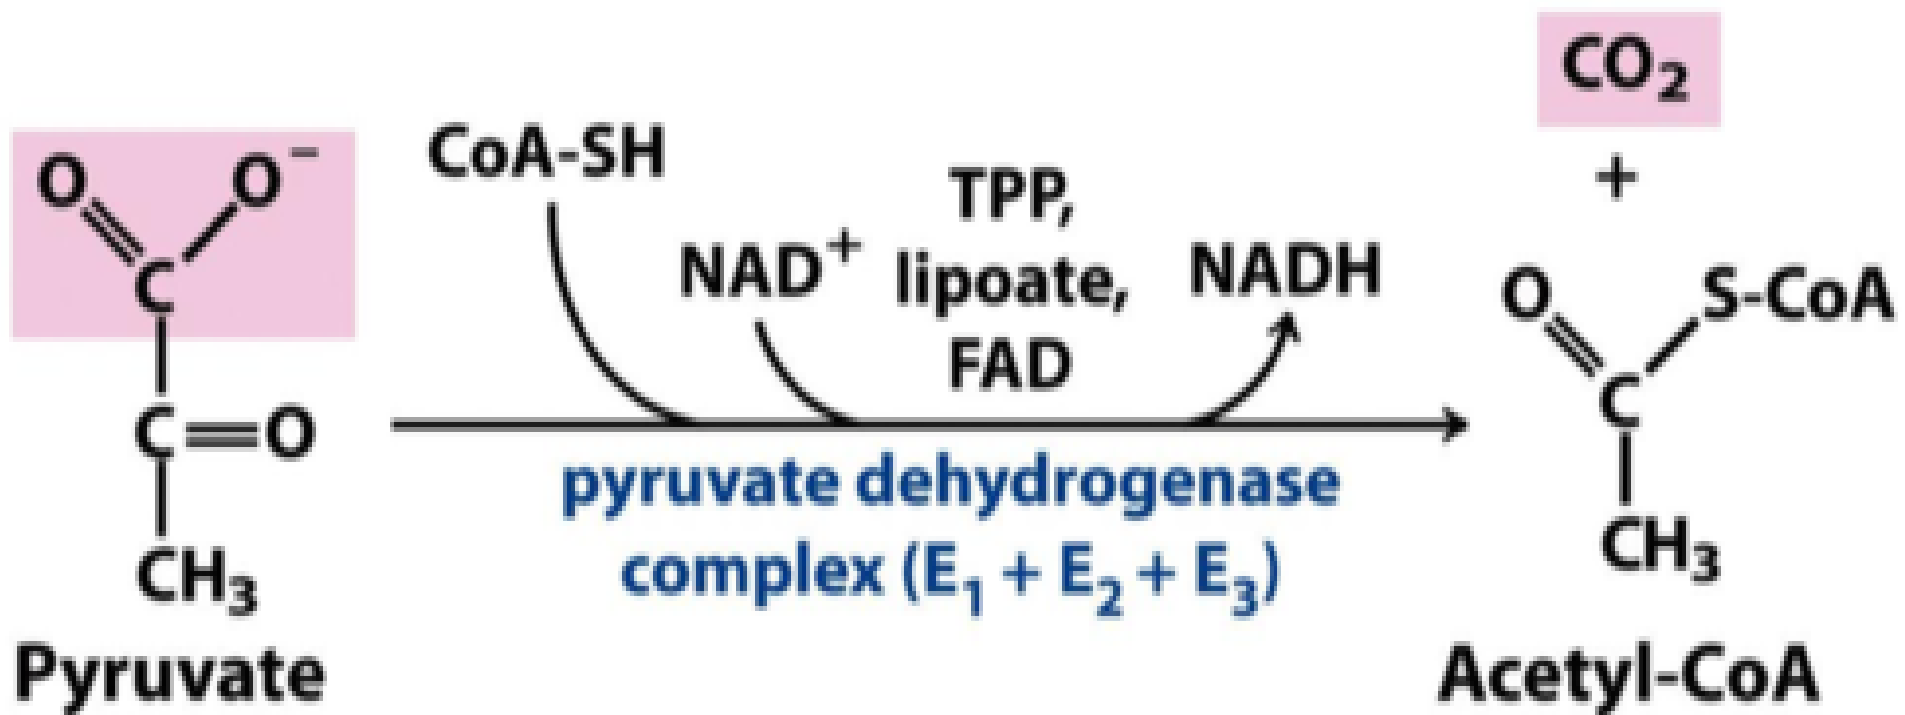 O O⁻
C
C=O
CH₃
Pyruvate
CoA-SH
NAD⁺
TPP,
lipoate,
FAD
NADH
pyruvate dehydrogenase
complex (E₁ + E₂ + E₃)
CO₂
+
O S-CoA
C
CH₃
Acetyl-CoA